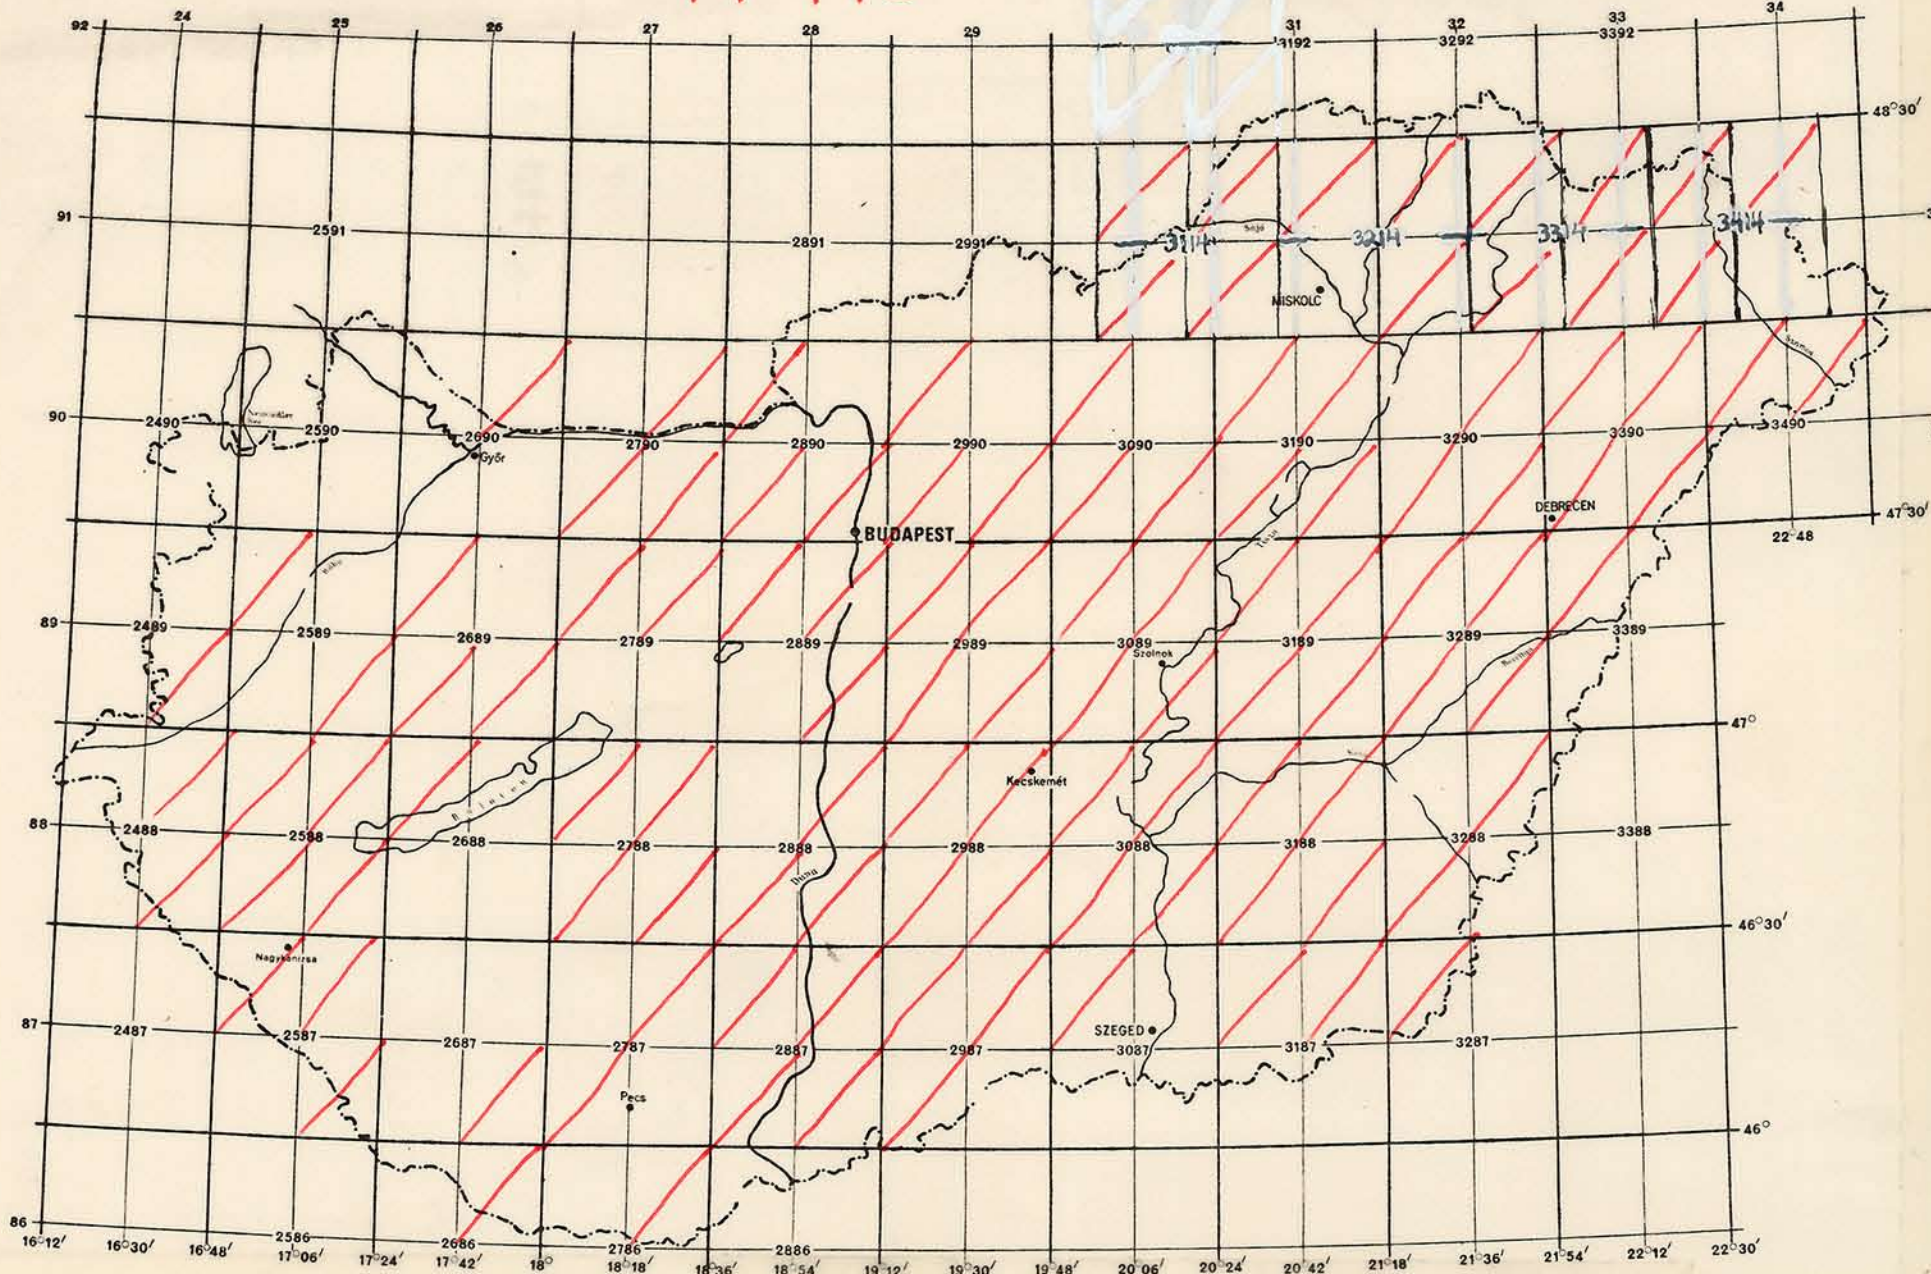 92 24 25 26 27 28 29 31 32 33 34
3192 3292 3392
48°30′
91 2591 2891 2991 3114 3214 3314 3414
MISKOLC
90 2490 2590 2690 2790 2890 2990 3090 3190 3290 3390 3490
Győr
DEBRECEN
47°30′
BUDAPEST
22°48
89 2489 2589 2689 2789 2889 2989 3089 3189 3289 3389
Szolnok
47°
Kecskemét
Balaton
88 2488 2588 2688 2788 2888 2988 3088 3188 3288 3388
Duna
46°30′
Nagykanizsa
87 2487 2587 2687 2787 2887 2987 3087 3187 3287
SZEGED
Pecs
46°
86 2586 2686 2786 2886
16°12′ 16°30′ 16°48′ 17°06′ 17°24′ 17°42′ 18° 18°18′ 18°36′ 18°54′ 19°12′ 19°30′ 19°48′ 20°06′ 20°24′ 20°42′ 21°18′ 21°36′ 21°54′ 22°12′ 22°30′